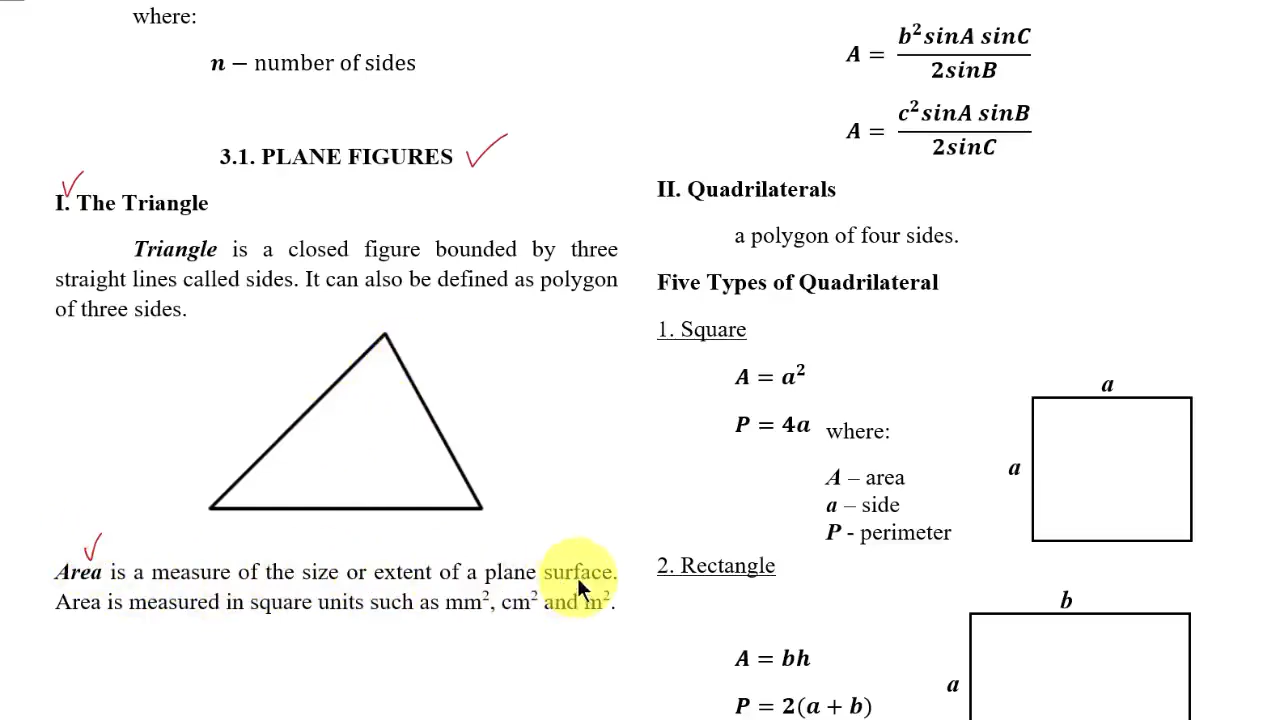 where:
n − number of sides
3.1. PLANE FIGURES
I. The Triangle
Triangle is a closed figure bounded by three
straight lines called sides. It can also be defined as polygon
of three sides.
Area is a measure of the size or extent of a plane surface.
Area is measured in square units such as mm², cm² and m².
A = b² sinA sinC / 2sinB
A = c² sinA sinB / 2sinC
II. Quadrilaterals
a polygon of four sides.
Five Types of Quadrilateral
1. Square
A = a²
P = 4a
where:
A – area
a – side
P - perimeter
a
a
2. Rectangle
A = bh
P = 2(a + b)
b
a